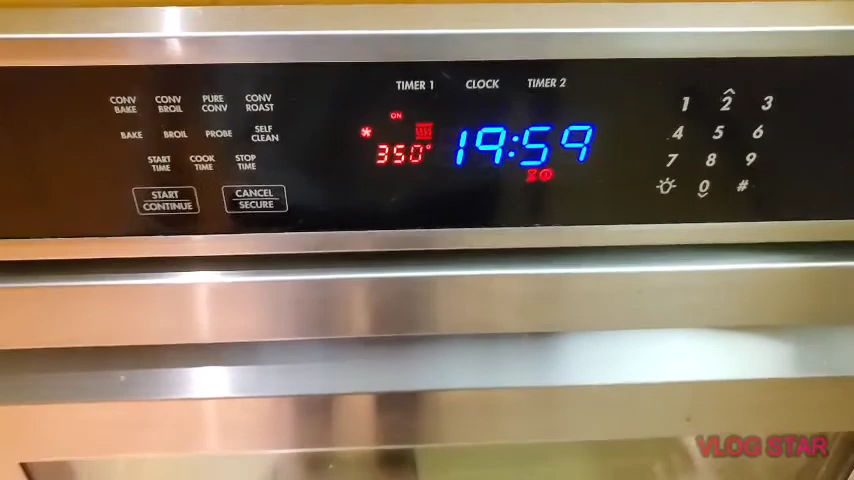 TIMER 1 CLOCK TIMER 2
CONV BAKE CONV BROIL PURE CONV CONV ROAST
BAKE BROIL PROBE SELF CLEAN
START TIME COOK TIME STOP TIME
START CONTINUE CANCEL SECURE
ON
350°
19:59
1
1 2 3
4 5 6
7 8 9
0 #
VLOG STAR